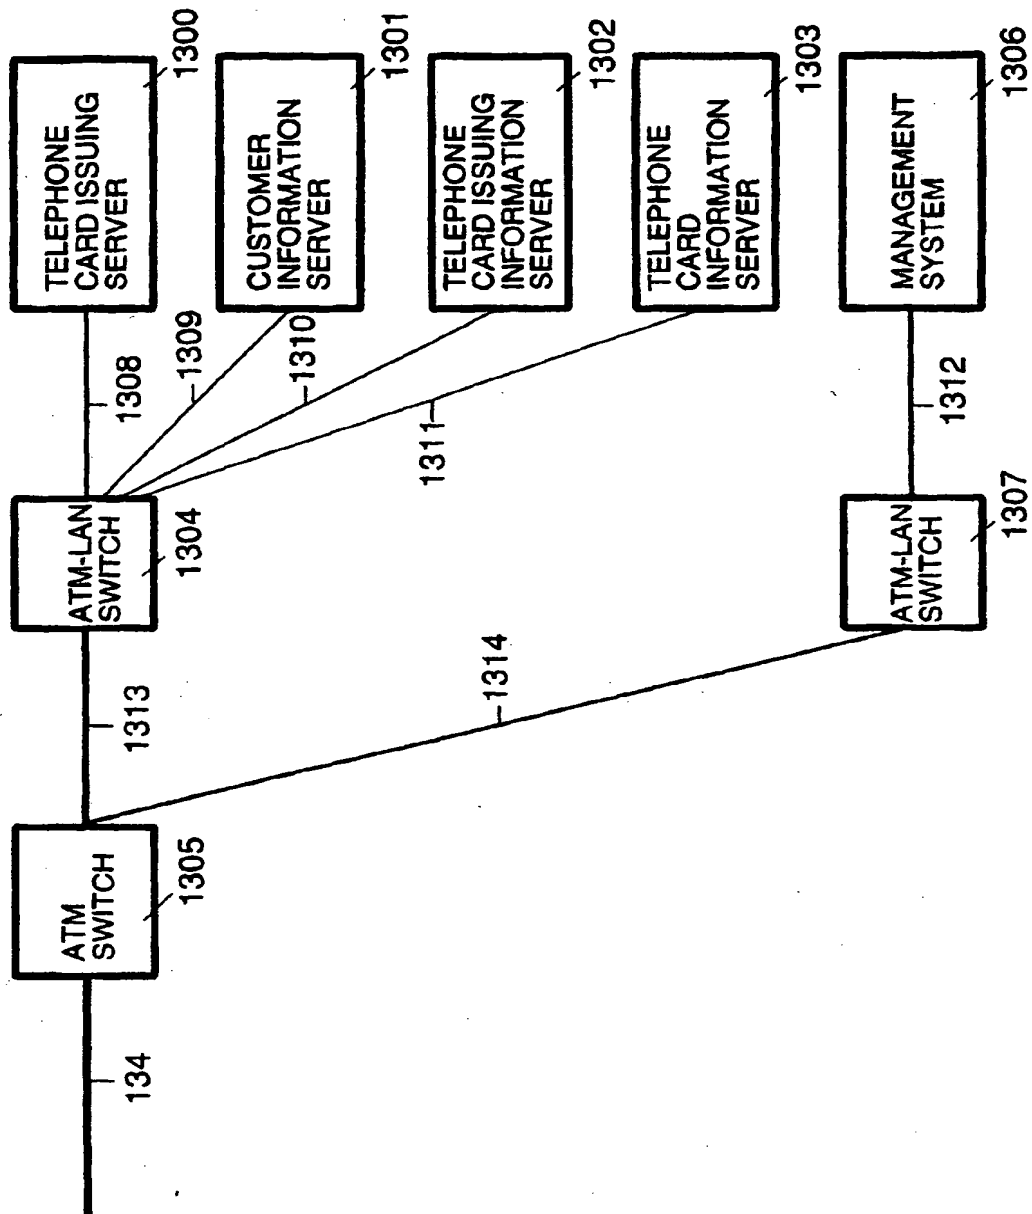 TELEPHONE
CARD ISSUING
SERVER
1300
CUSTOMER
INFORMATION
SERVER
1301
TELEPHONE
CARD ISSUING
INFORMATION
SERVER
1302
TELEPHONE
CARD
INFORMATION
SERVER
1303
MANAGEMENT
SYSTEM
1306
1308
1309
1310
1311
1312
ATM-LAN
SWITCH
1304
ATM-LAN
SWITCH
1307
1313
1314
ATM
SWITCH
1305
134